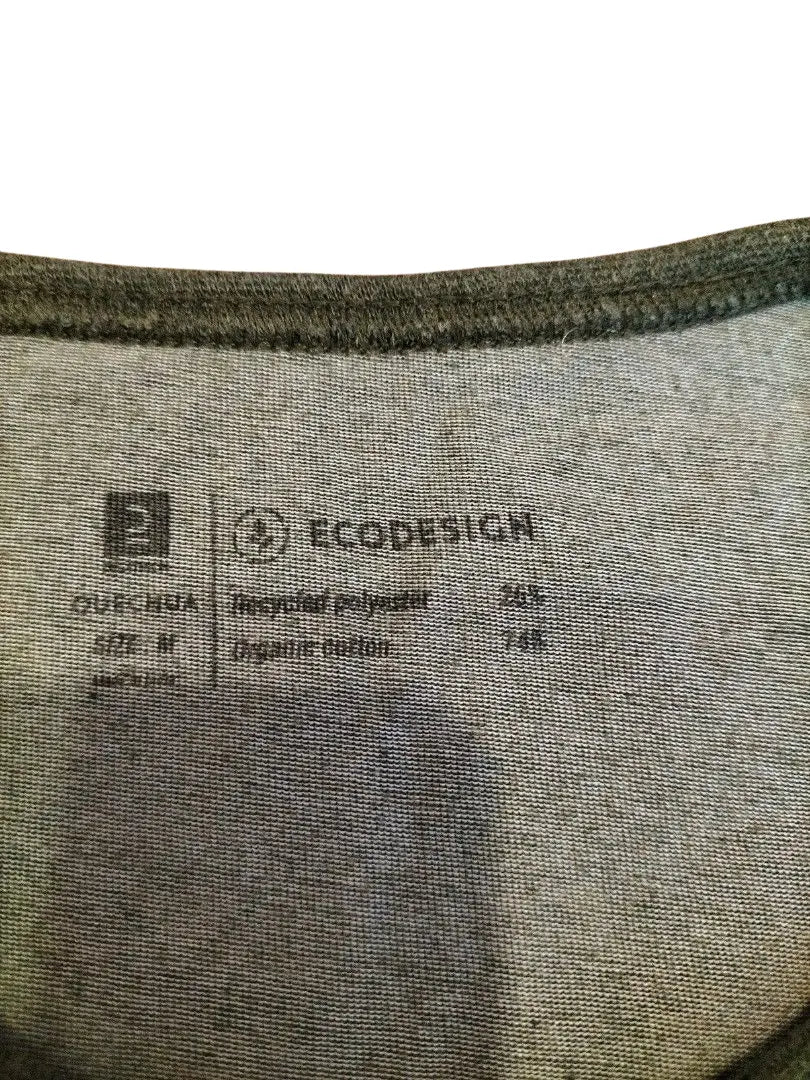 QUECHUA
SIZE : M
ECODESIGN
Recycled polyester 26%
Organic cotton 74%